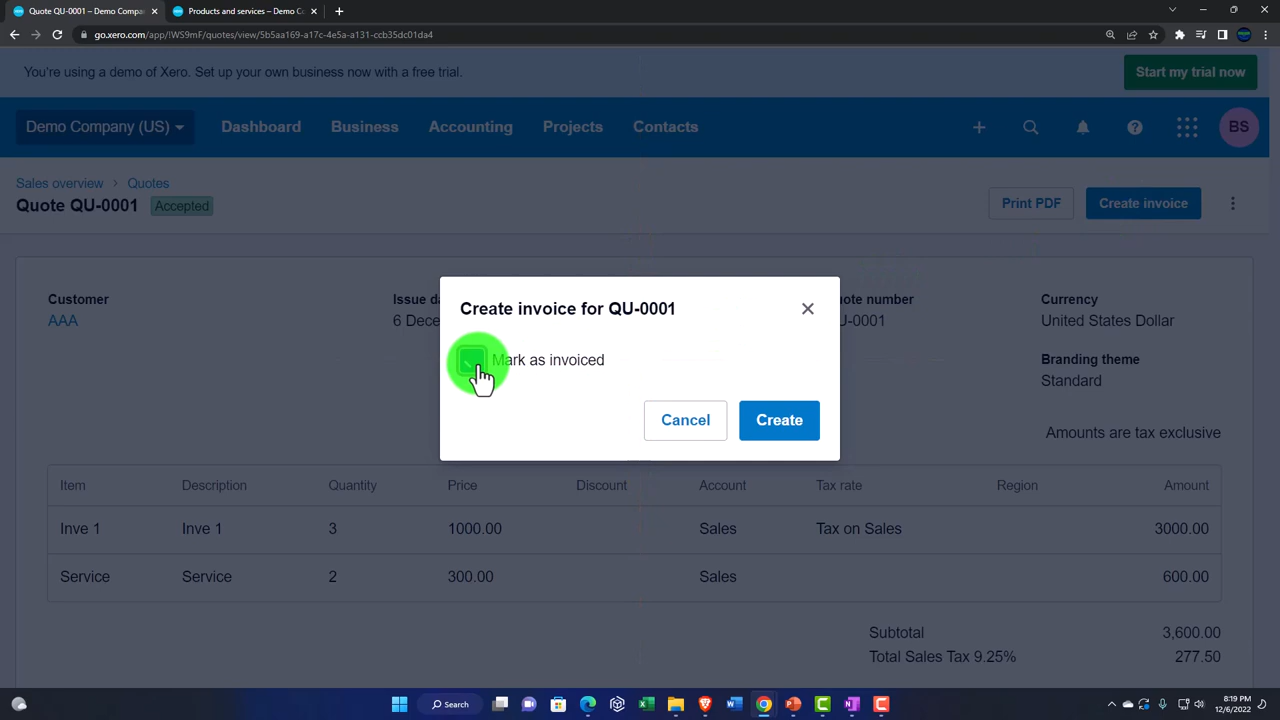 Quote QU-0001 – Demo Compa
Products and services – Demo Co
go.xero.com/app/!WS9mF/quotes/view/5b5aa169-a17c-4e5a-a131-ccb35dc01da4
You're using a demo of Xero. Set up your own business now with a free trial.
Start my trial now
Demo Company (US)
Dashboard
Business
Accounting
Projects
Contacts
BS
Sales overview > Quotes
Quote QU-0001 Accepted
Print PDF
Create invoice
Customer
AAA
Issue da
6 Dece
ote number
U-0001
Currency
United States Dollar
Branding theme
Standard
Amounts are tax exclusive
Create invoice for QU-0001
Mark as invoiced
Cancel
Create
Item Description Quantity Price Discount Account Tax rate Region Amount
Inve 1 Inve 1 3 1000.00 Sales Tax on Sales 3000.00
Service Service 2 300.00 Sales 600.00
Subtotal 3,600.00
Total Sales Tax 9.25% 277.50
Search
8:19 PM
12/6/2022